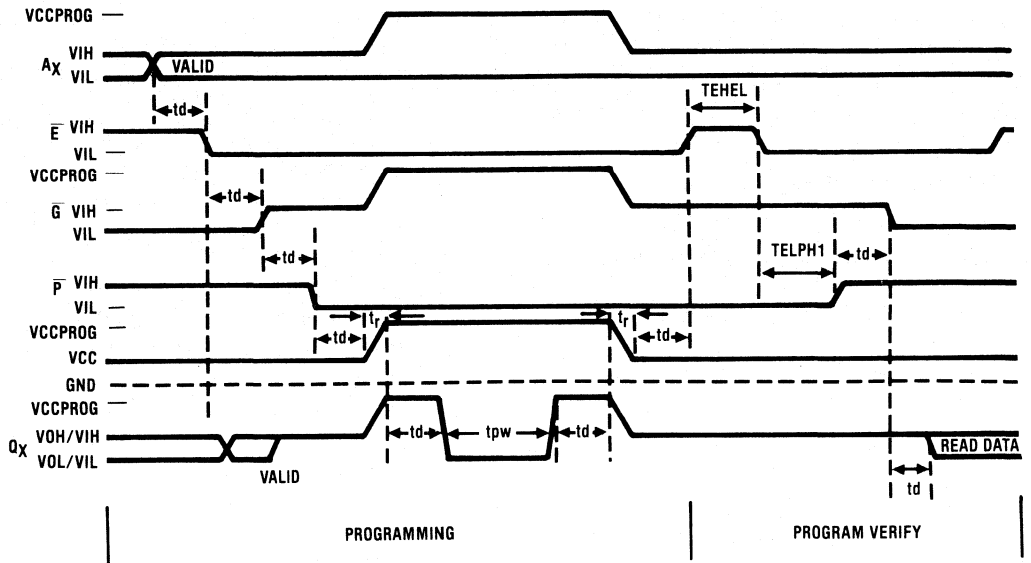 VCCPROG
VIH
AX
VIL
VALID
td
TEHEL
E VIH
VIL
VCCPROG
td
G VIH
VIL
td
TELPH1
td
P VIH
VIL
tr
tr
VCCPROG
td
td
VCC
GND
VCCPROG
VOH/VIH
td
tpw
td
QX
VOL/VIL
READ DATA
VALID
td
PROGRAMMING
PROGRAM VERIFY